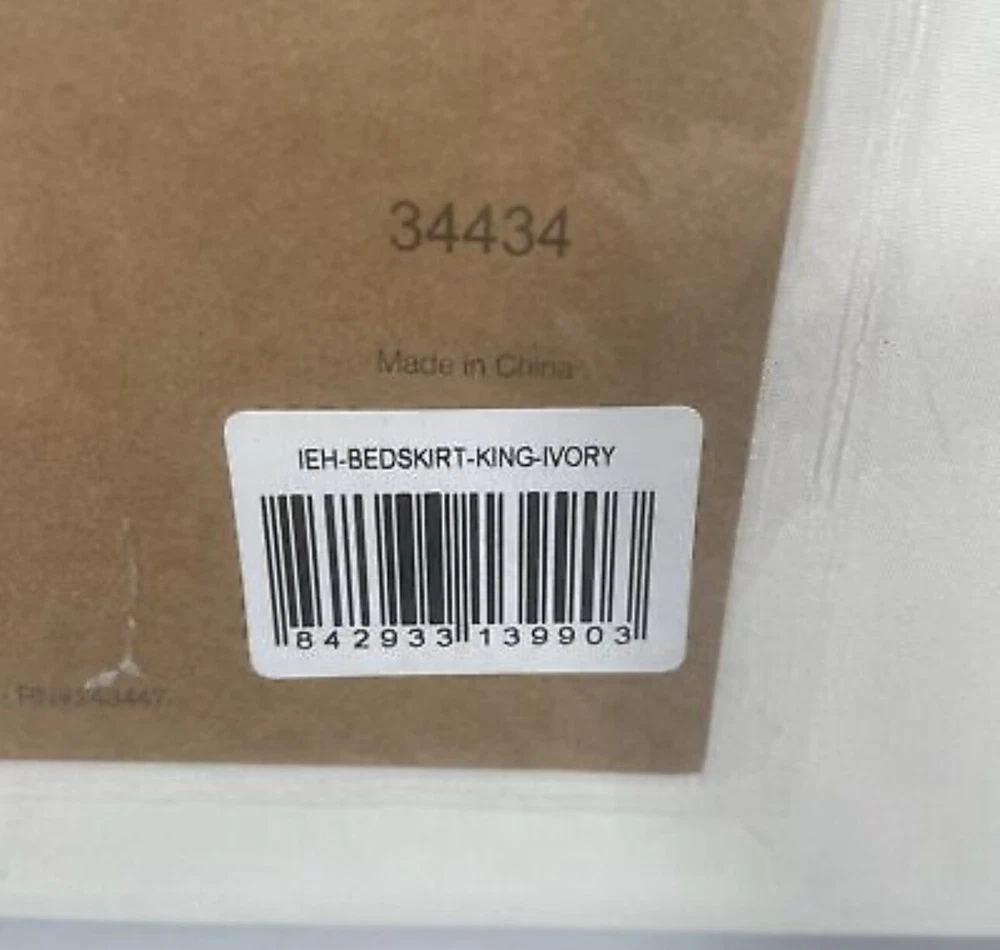 34434
Made in China
IEH-BEDSKIRT-KING-IVORY
842933 139903